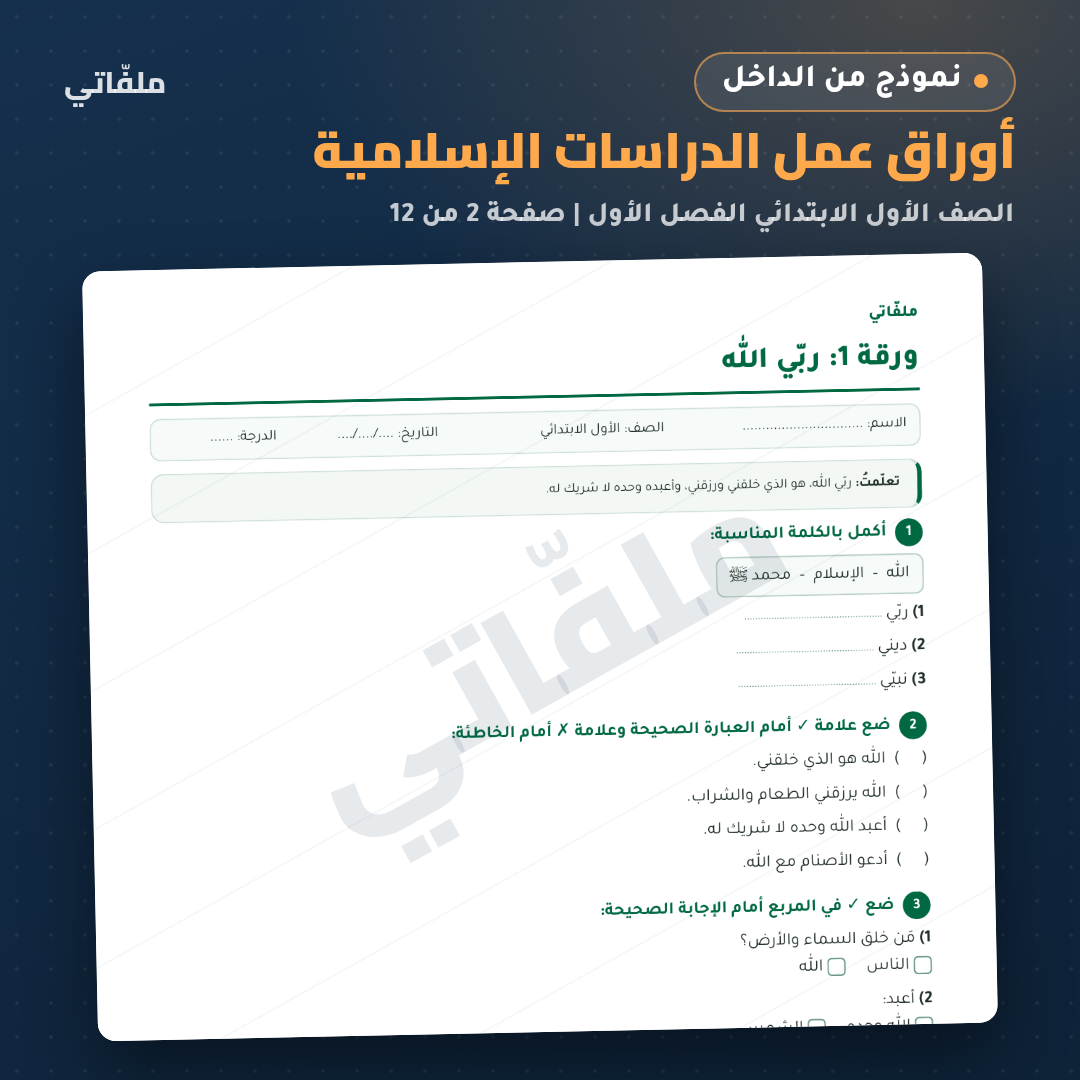 نموذج من الداخل
ملفّاتي
أوراق عمل الدراسات الإسلامية
الصف الأول الابتدائي الفصل الأول | صفحة 2 من 12
ملفّاتي
ورقة 1: ربّي الله
الاسم: .............................. الصف: الأول الابتدائي التاريخ: ..../..../.... الدرجة: ......
تعلّمتُ: ربّي الله، هو الذي خلقني ورزقني، وأعبده وحده لا شريك له.
1 أكمل بالكلمة المناسبة:
الله - الإسلام - محمد ﷺ
1) ربّي ........................................
2) ديني ........................................
3) نبيّي ........................................
2 ضع علامة ✓ أمام العبارة الصحيحة وعلامة ✗ أمام الخاطئة:
( ) الله هو الذي خلقني.
( ) الله يرزقني الطعام والشراب.
( ) أعبد الله وحده لا شريك له.
( ) أدعو الأصنام مع الله.
3 ضع ✓ في المربع أمام الإجابة الصحيحة:
1) مَن خلق السماء والأرض؟
☐ الناس ☐ الله
2) أعبد:
☐ الله وحده ☐ الشمس
ملفّاتي